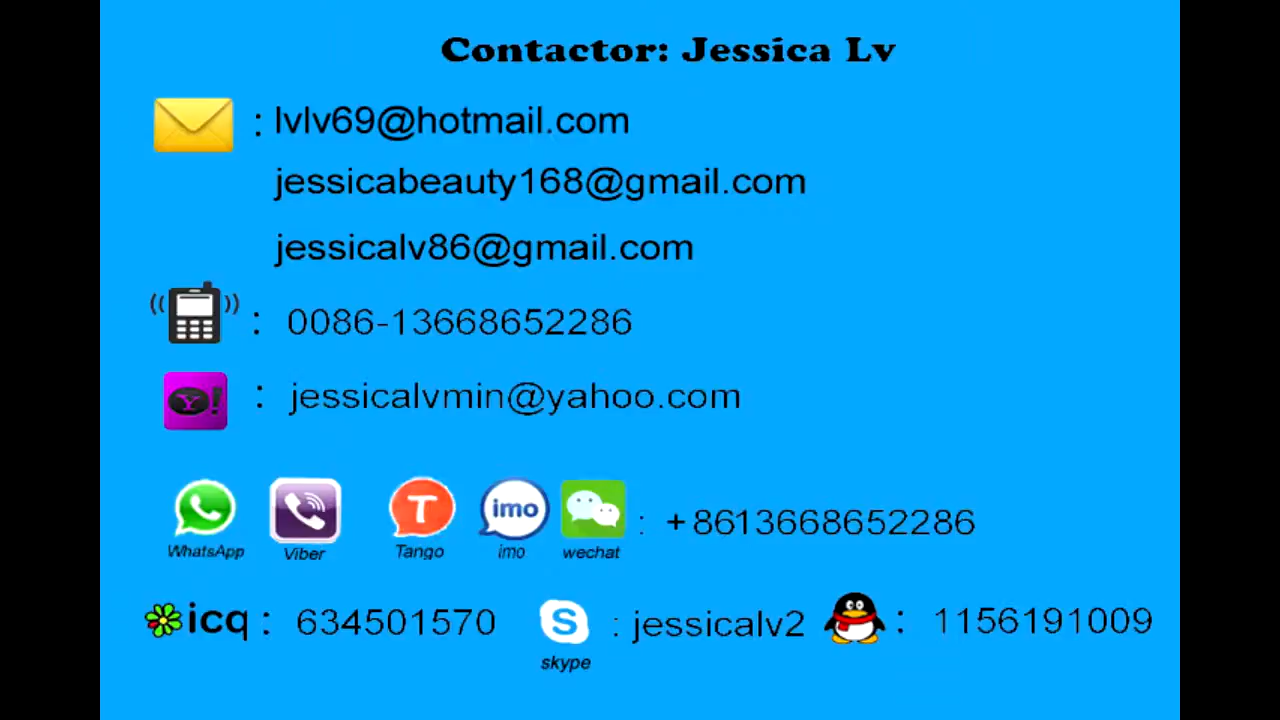 Contactor: Jessica Lv
: lvlv69@hotmail.com
jessicabeauty168@gmail.com
jessicalv86@gmail.com
: 0086-13668652286
Y! : jessicalvmin@yahoo.com
T imo : +8613668652286
WhatsApp Viber Tango imo wechat
icq : 634501570 S : jessicalv2 : 1156191009
skype